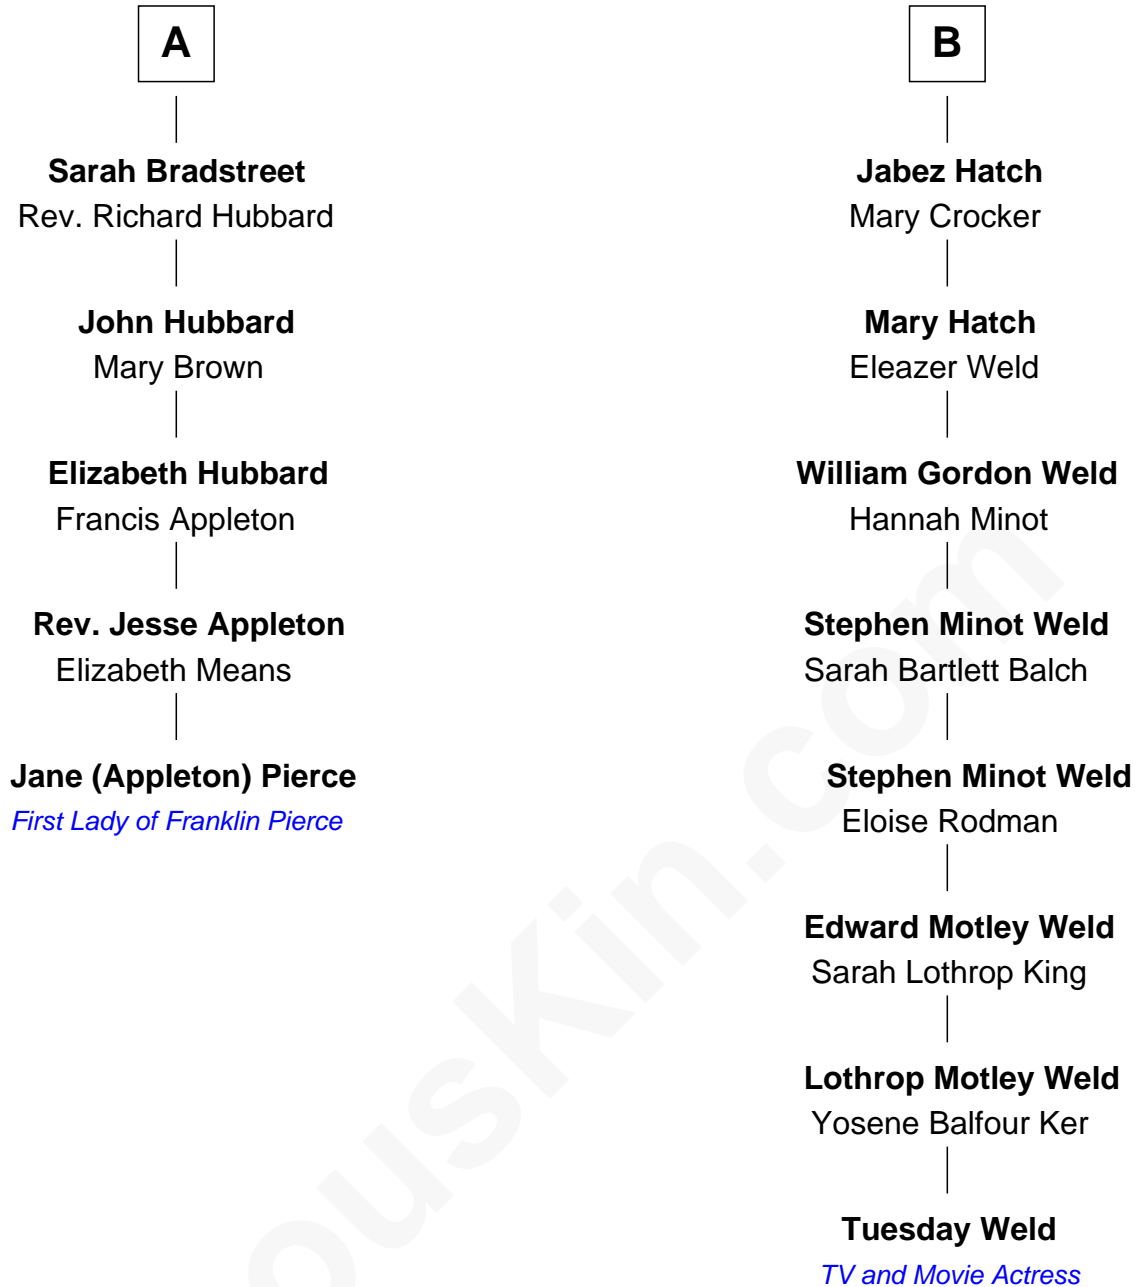 A
Sarah Bradstreet
Rev. Richard Hubbard
John Hubbard
Mary Brown
Elizabeth Hubbard
Francis Appleton
Rev. Jesse Appleton
Elizabeth Means
Jane (Appleton) Pierce
First Lady of Franklin Pierce
B
Jabez Hatch
Mary Crocker
Mary Hatch
Eleazer Weld
William Gordon Weld
Hannah Minot
Stephen Minot Weld
Sarah Bartlett Balch
Stephen Minot Weld
Eloise Rodman
Edward Motley Weld
Sarah Lothrop King
Lothrop Motley Weld
Yosene Balfour Ker
Tuesday Weld
TV and Movie Actress
ousKin.com